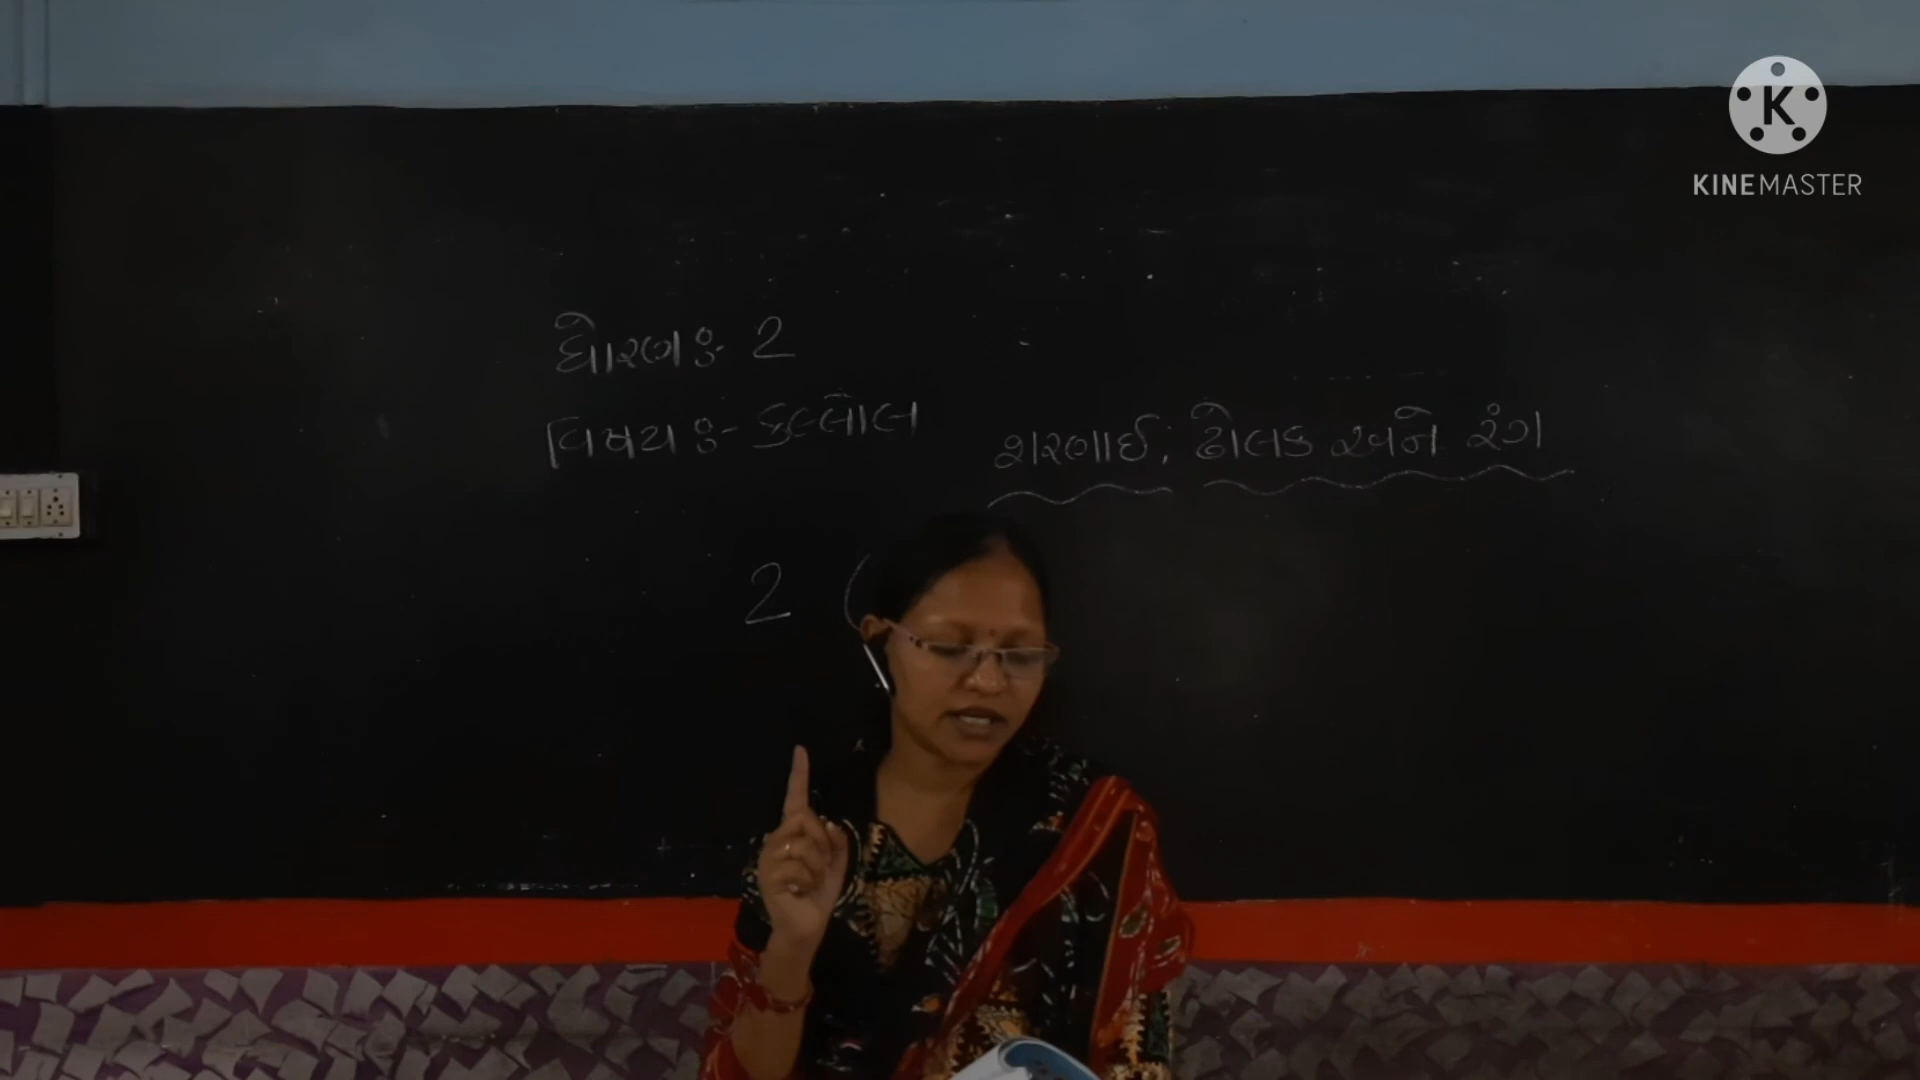 ધોરણ ઃ- 2
વિષય ઃ- કલ્લોલ
શરણાઈ, ઢોલક અને રંગ
2 (
KINEMASTER